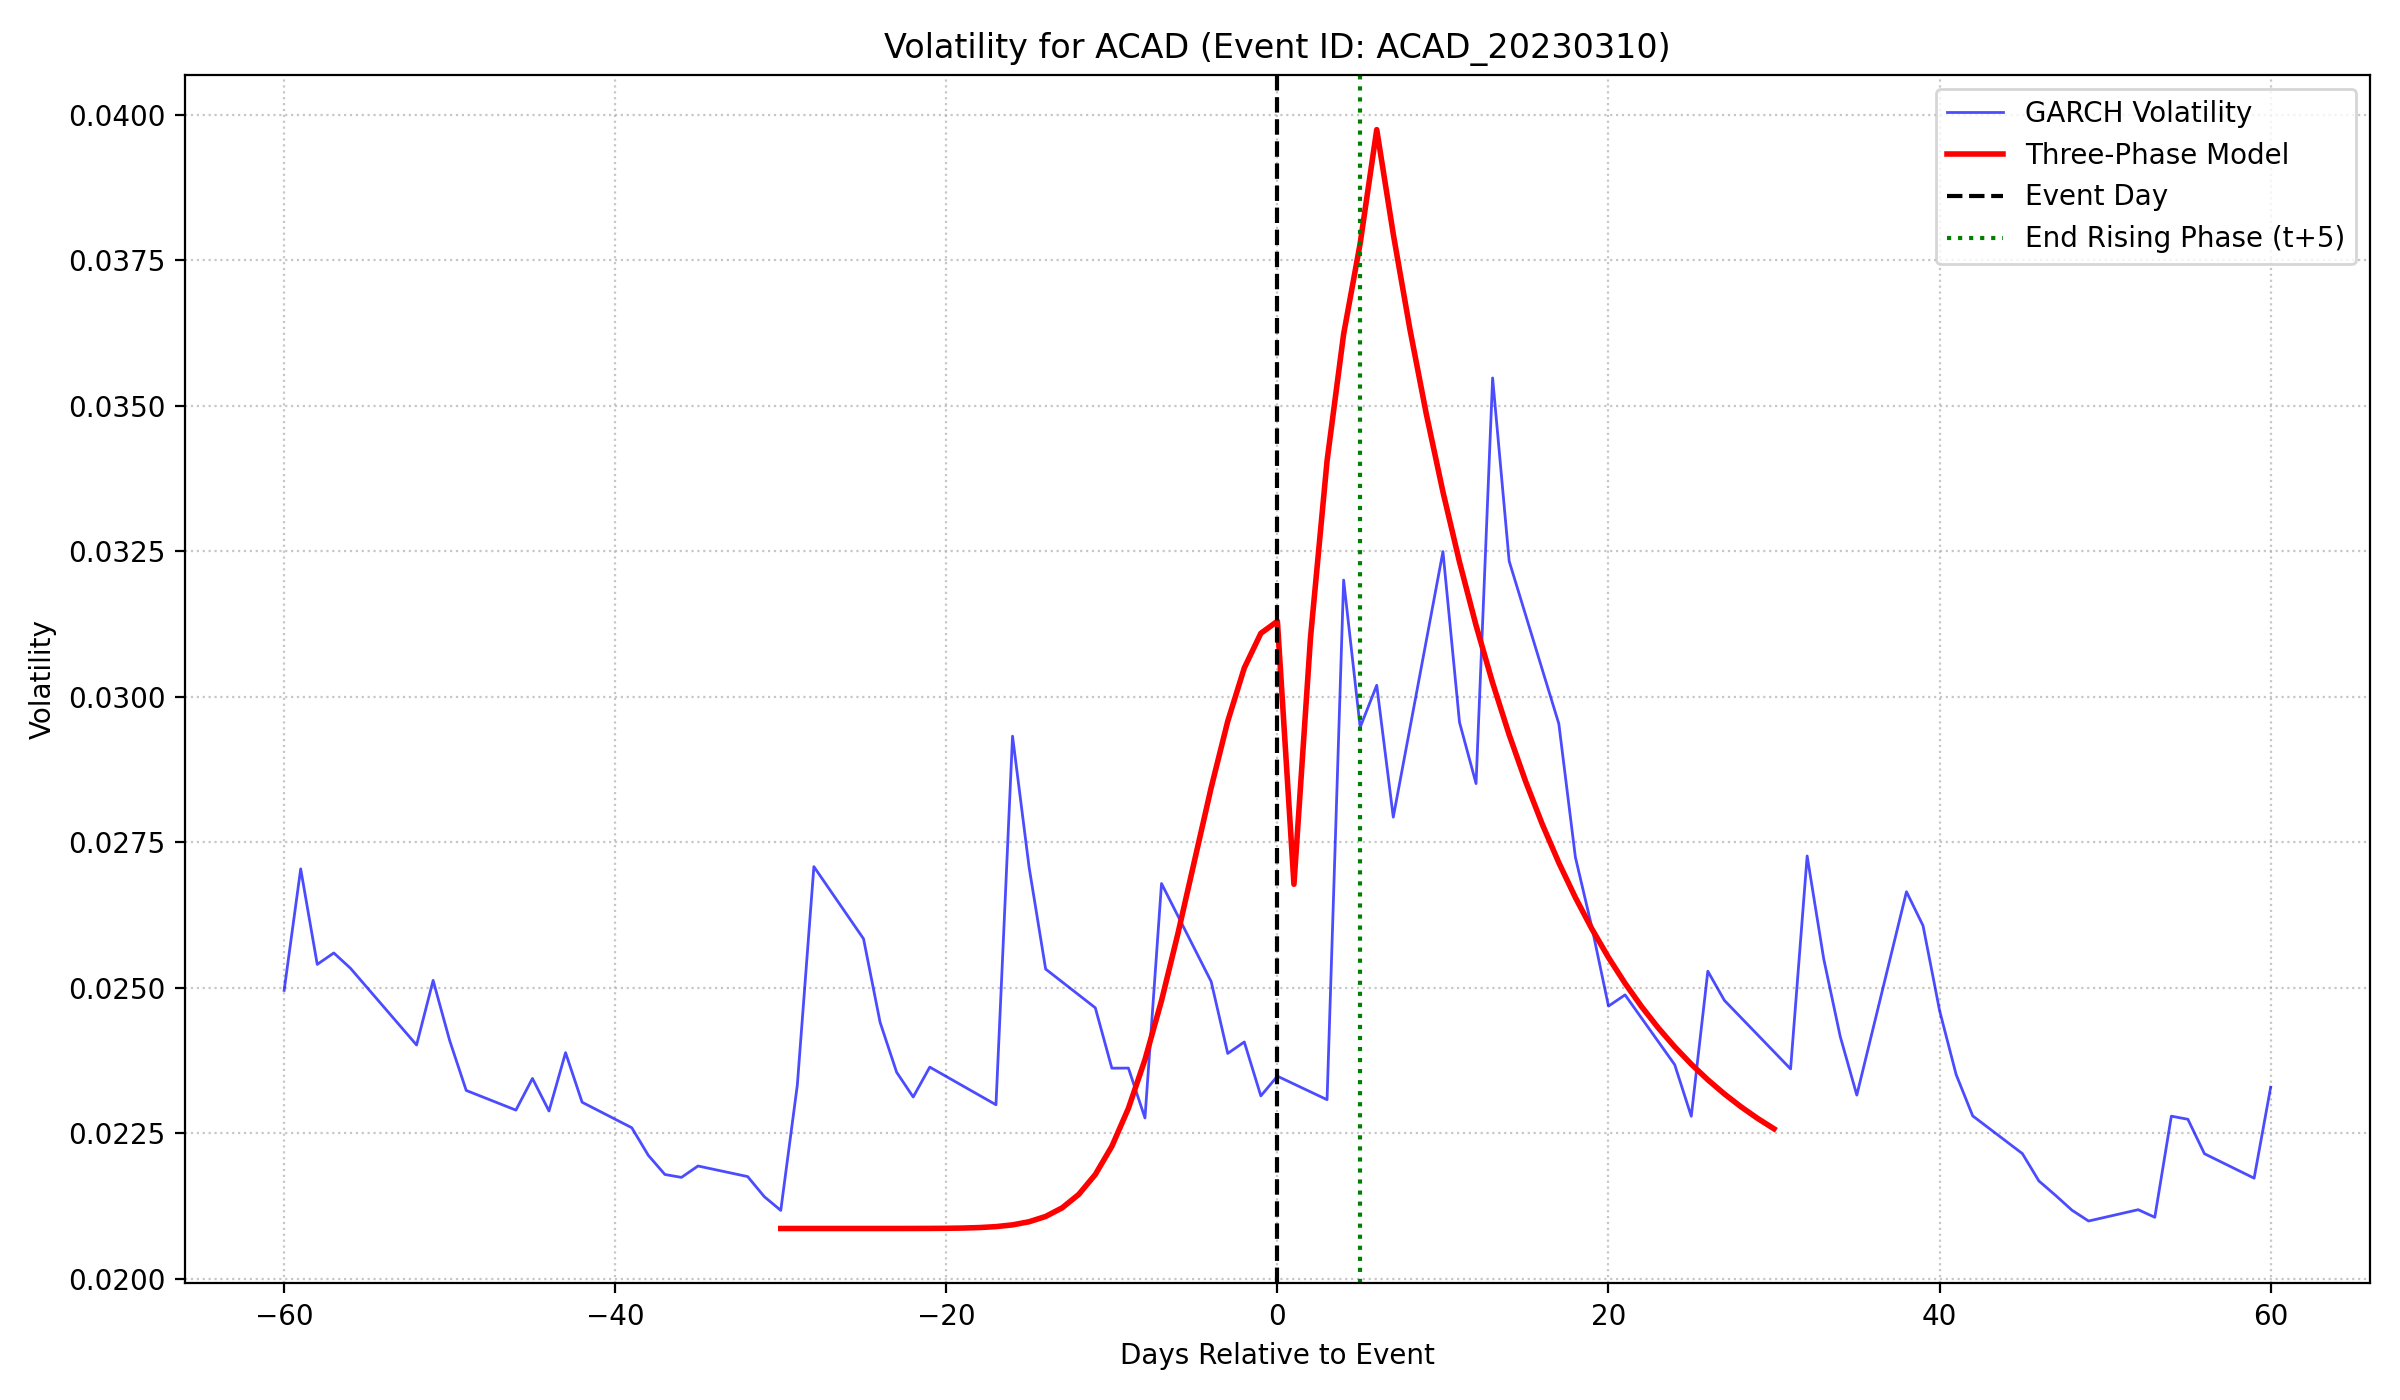 Volatility for ACAD (Event ID: ACAD_20230310)
GARCH Volatility
Three-Phase Model
Event Day
End Rising Phase (t+5)
Volatility
0.0400
0.0375
0.0350
0.0325
0.0300
0.0275
0.0250
0.0225
0.0200
−60 −40 −20 0 20 40 60
Days Relative to Event